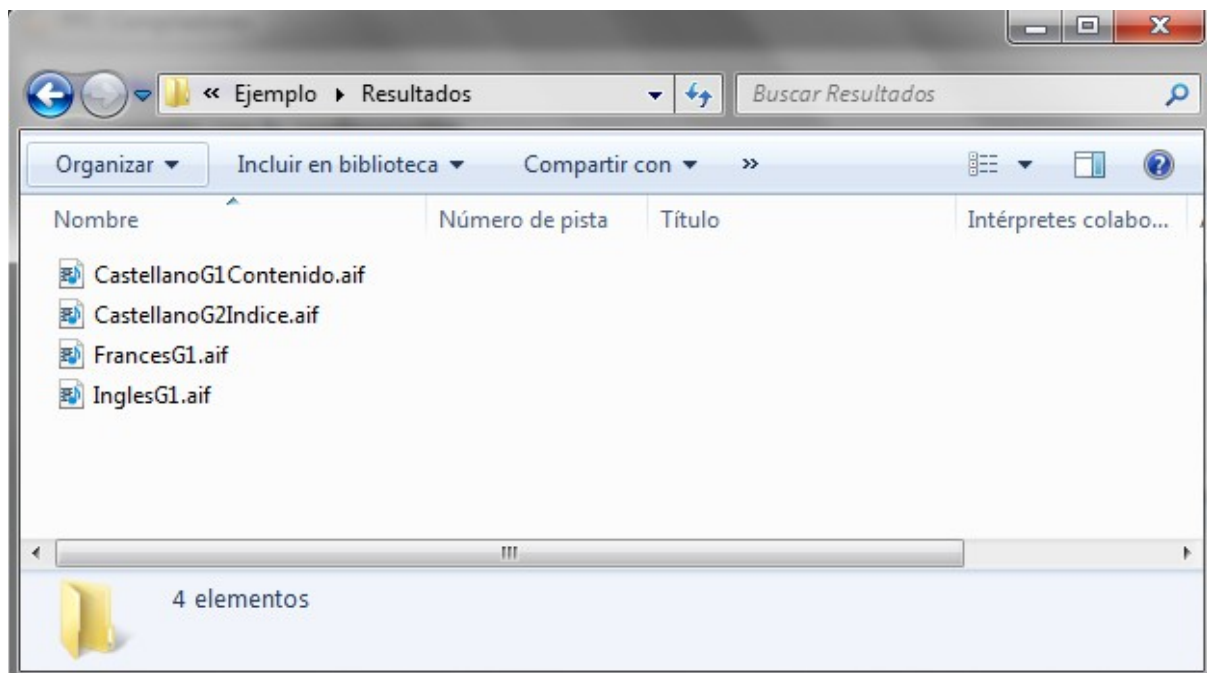 « Ejemplo ▸ Resultados Buscar Resultados
Organizar Incluir en biblioteca Compartir con »
Nombre Número de pista Título Intérpretes colabo...
CastellanoG1Contenido.aif
CastellanoG2Indice.aif
FrancesG1.aif
InglesG1.aif
4 elementos